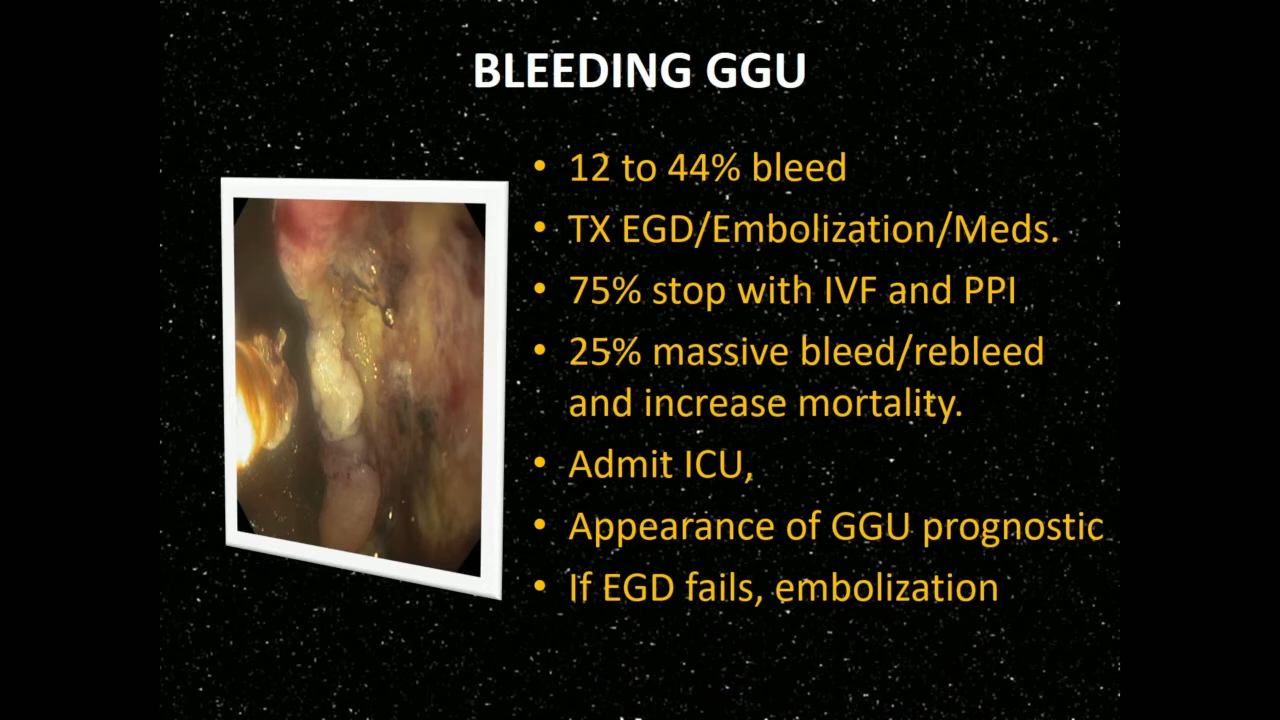 BLEEDING GGU
• 12 to 44% bleed
• TX EGD/Embolization/Meds.
• 75% stop with IVF and PPI
• 25% massive bleed/rebleed
and increase mortality.
• Admit ICU,
• Appearance of GGU prognostic
• If EGD fails, embolization